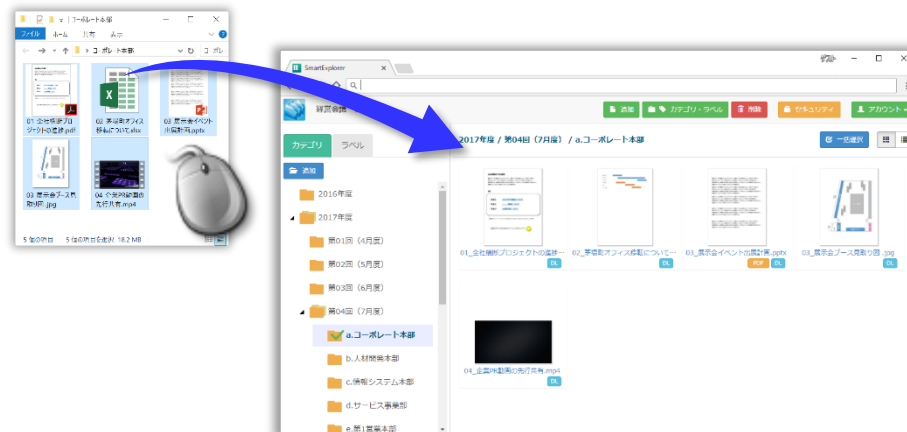 コーポレート本部
ファイル ホーム 共有 表示
コーポレート本部
01_全社横断プロジェクトの進捗.pdf
02_茅場町オフィス移転について.xlsx
03_展示会イベント出展計画.pptx
03_展示会ブース見取り図.jpg
04_企業PR動画の先行共有.mp4
5 個の項目 5 個の項目を選択 18.2 MB
SmartExplorer
経営会議
追加 カテゴリ・ラベル 削除 セキュリティ アカウント
カテゴリ ラベル
2017年度 / 第04回（7月度） / a.コーポレート本部
一括選択
追加
2016年度
2017年度
第01回（4月度）
第02回（5月度）
第03回（6月度）
第04回（7月度）
a.コーポレート本部
b.人材開発本部
c.情報システム本部
d.サービス事業部
e.第1営業本部
01_全社横断プロジェクトの進捗…
DL
02_茅場町オフィス移転について…
DL
03_展示会イベント出展計画.pptx
PDF DL
03_展示会ブース見取り図.jpg
DL
04_企業PR動画の先行共有.mp4
DL